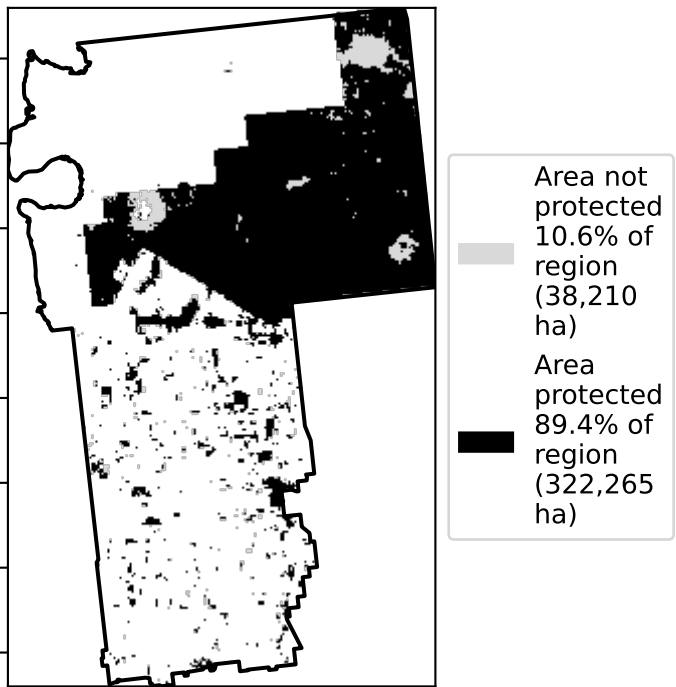 Area not
protected
10.6% of
region
(38,210
ha)
Area
protected
89.4% of
region
(322,265
ha)